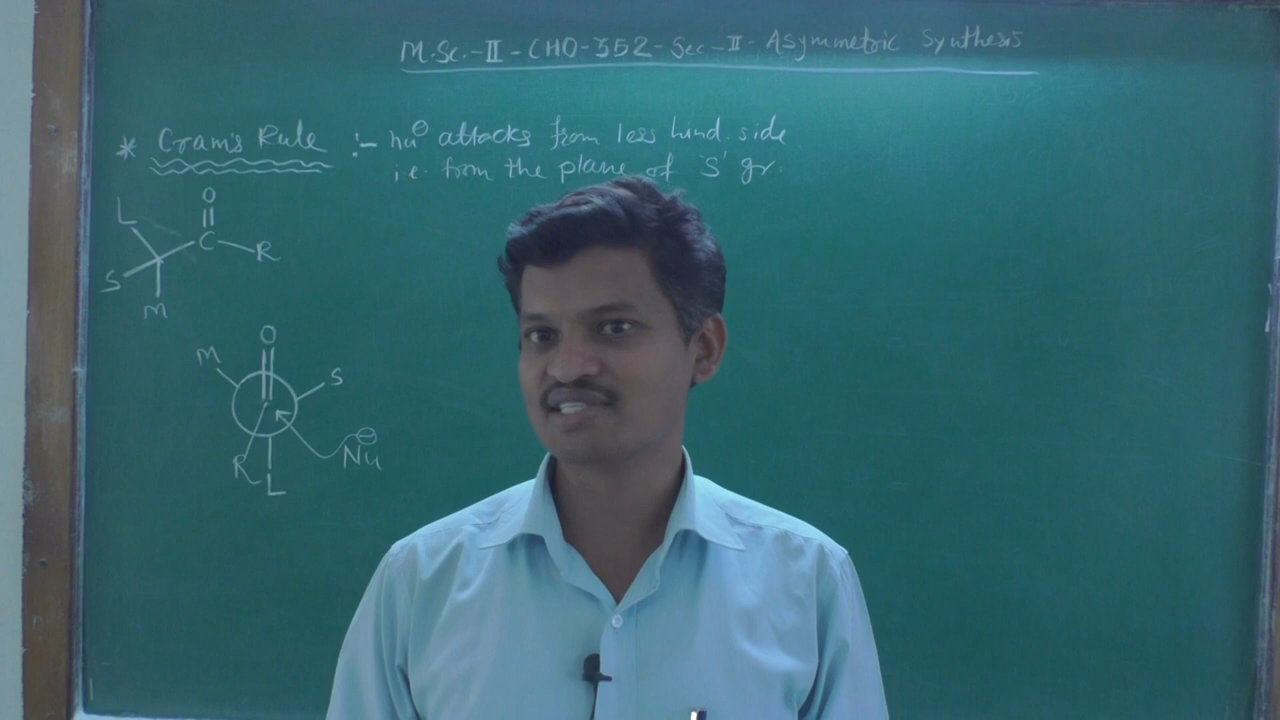 M.Sc.-II-CHO-352-Sec-II-Asymmetric Synthesis
* Cram's Rule :- nu⊖ attacks from less hind. side
i.e. from the plane of 'S' gr.
O
L
C
R
S
M
O
M
S
⊖
R
Nu
L